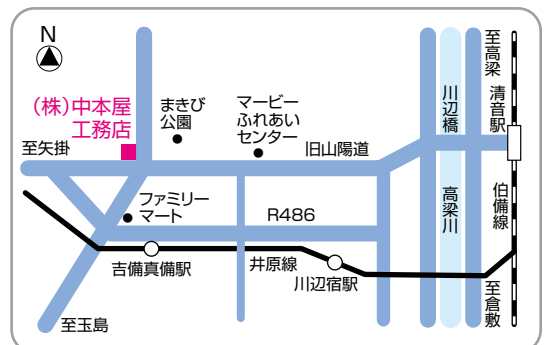 N
(株)中本屋
工務店
至矢掛
まきび
公園
マービー
ふれあい
センター
旧山陽道
川辺橋
至高梁
清音駅
ファミリー
マート
R486
高梁川
伯備線
吉備真備駅
井原線
川辺宿駅
至倉敷
至玉島